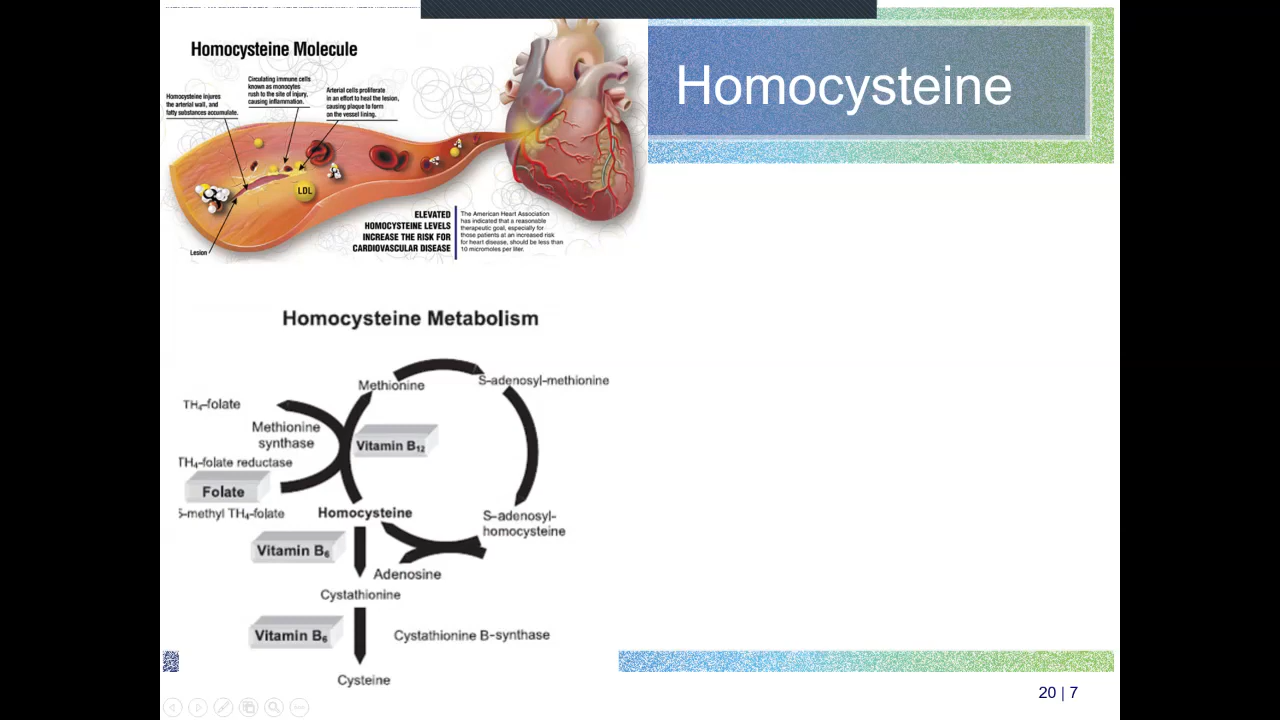 Homocysteine Molecule
Circulating immune cells
known as monocytes
rush to the site of injury,
causing inflammation.
Homocysteine injures
the arterial wall, and
fatty substances accumulate.
Arterial cells proliferate
in an effort to heal the lesion,
causing plaque to form
on the vessel lining.
LDL
Lesion
ELEVATED
HOMOCYSTEINE LEVELS
INCREASE THE RISK FOR
CARDIOVASCULAR DISEASE
The American Heart Association
has indicated that a reasonable
therapeutic goal, especially for
those patients at an increased risk
for heart disease, should be less than
10 micromoles per liter.
Homocysteine
Homocysteine Metabolism
Methionine
S-adenosyl-methionine
TH₄-folate
Methionine
synthase
Vitamin B₁₂
TH₄-folate reductase
Folate
5-methyl TH₄-folate
Homocysteine
S-adenosyl-
homocysteine
Vitamin B₆
Adenosine
Cystathionine
Vitamin B₆
Cystathionine B-synthase
Cysteine
20 | 7